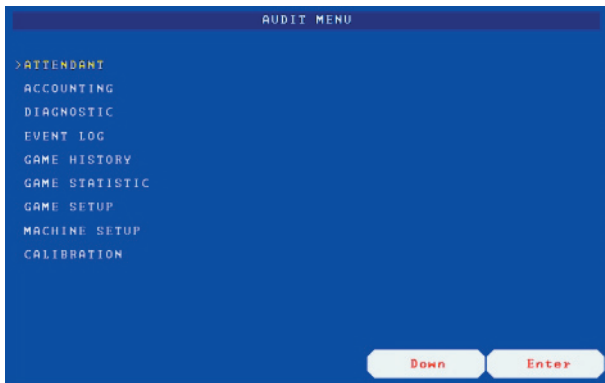 AUDIT MENU
>ATTENDANT
ACCOUNTING
DIAGNOSTIC
EVENT LOG
GAME HISTORY
GAME STATISTIC
GAME SETUP
MACHINE SETUP
CALIBRATION
Down Enter